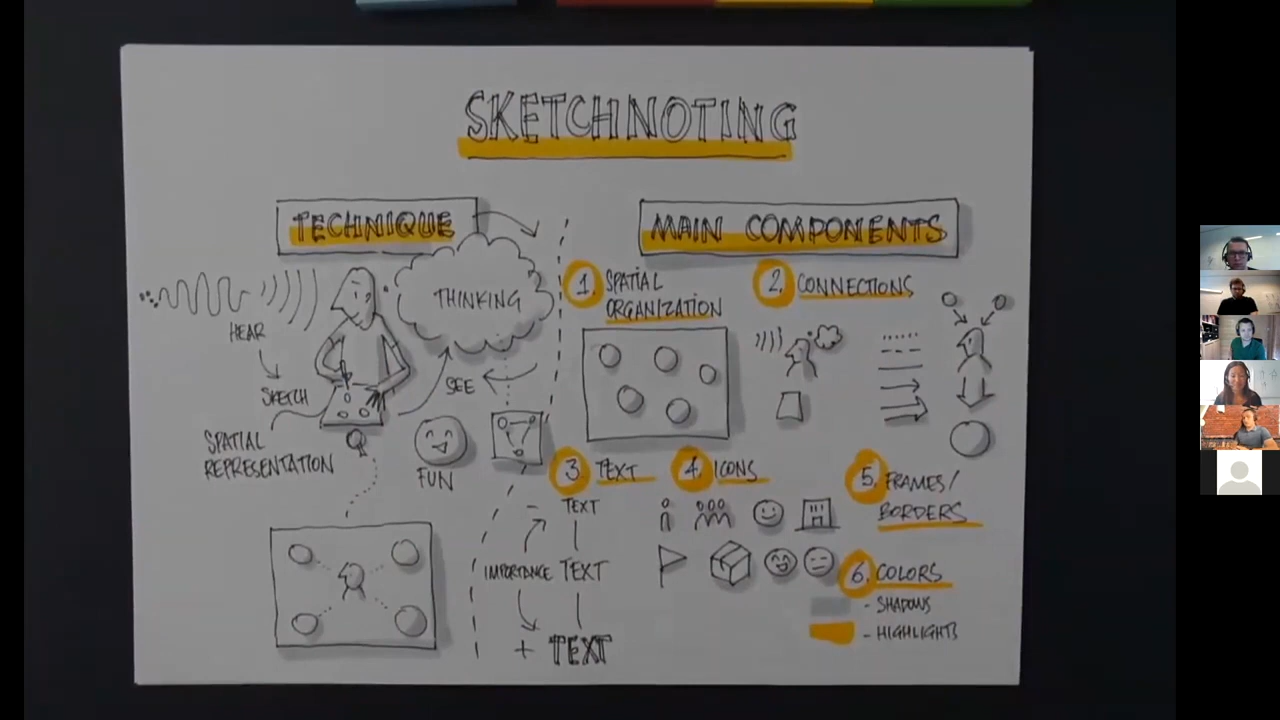 SKETCHNOTING
TECHNIQUE
THINKING
HEAR
SKETCH
SEE
SPATIAL
REPRESENTATION
FUN
MAIN COMPONENTS
1 SPATIAL
ORGANIZATION
2. CONNECTIONS
3 TEXT
- TEXT
IMPORTANCE TEXT
+ TEXT
4. ICONS
H
5. FRAMES/
BORDERS
6. COLORS
- SHADOWS
- HIGHLIGHTS